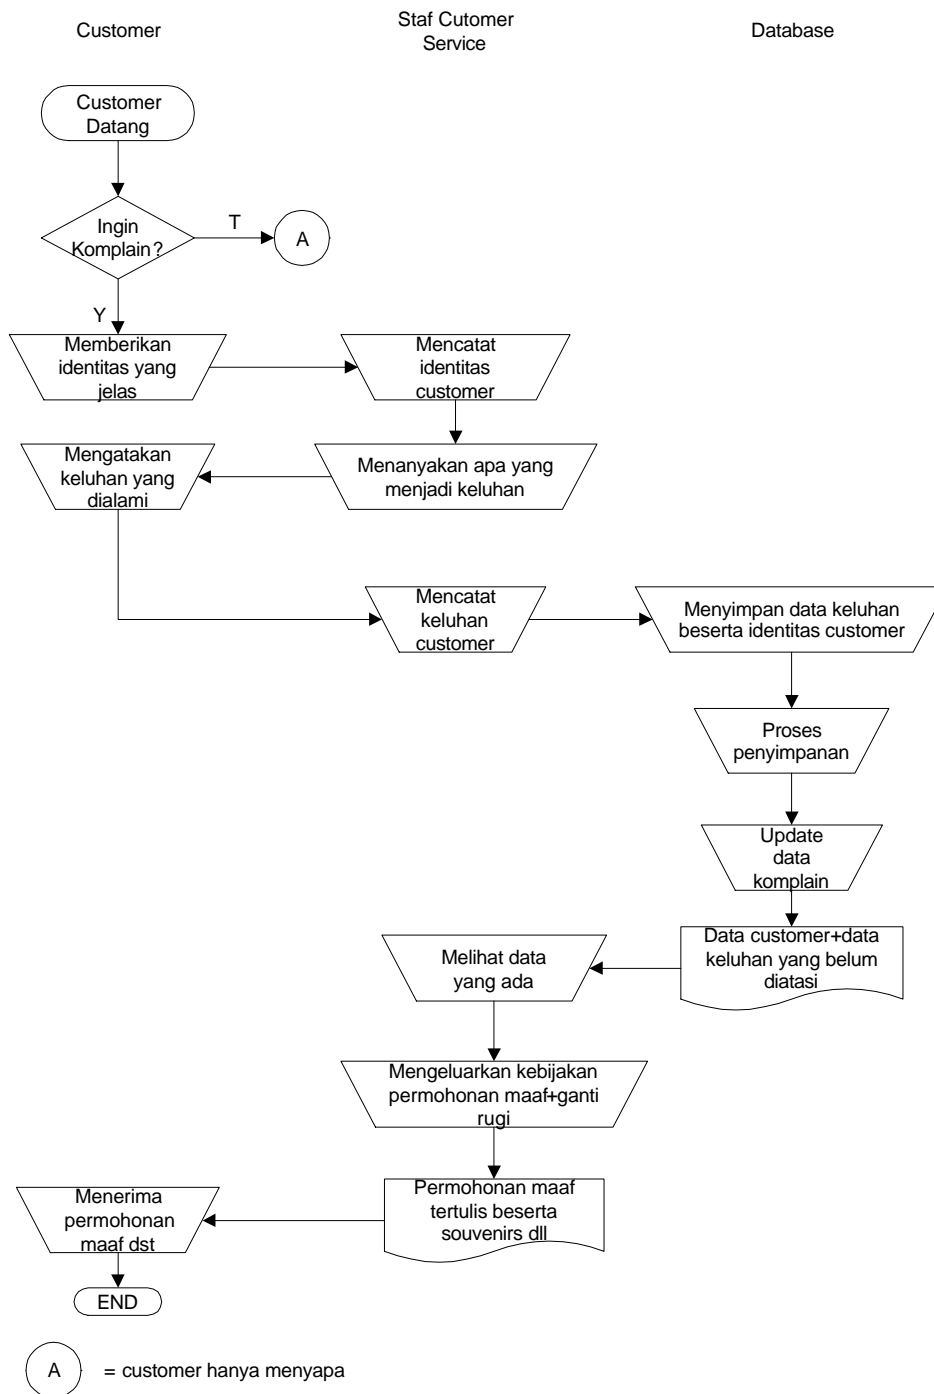 Customer
Staf Cutomer
Service
Database
Customer
Datang
Ingin
Komplain?
T
A
Y
Memberikan
identitas yang
jelas
Mencatat
identitas
customer
Mengatakan
keluhan yang
dialami
Menanyakan apa yang
menjadi keluhan
Mencatat
keluhan
customer
Menyimpan data keluhan
beserta identitas customer
Proses
penyimpanan
Update
data
komplain
Data customer+data
keluhan yang belum
diatasi
Melihat data
yang ada
Mengeluarkan kebijakan
permohonan maaf+ganti
rugi
Permohonan maaf
tertulis beserta
souvenirs dll
Menerima
permohonan
maaf dst
END
A = customer hanya menyapa